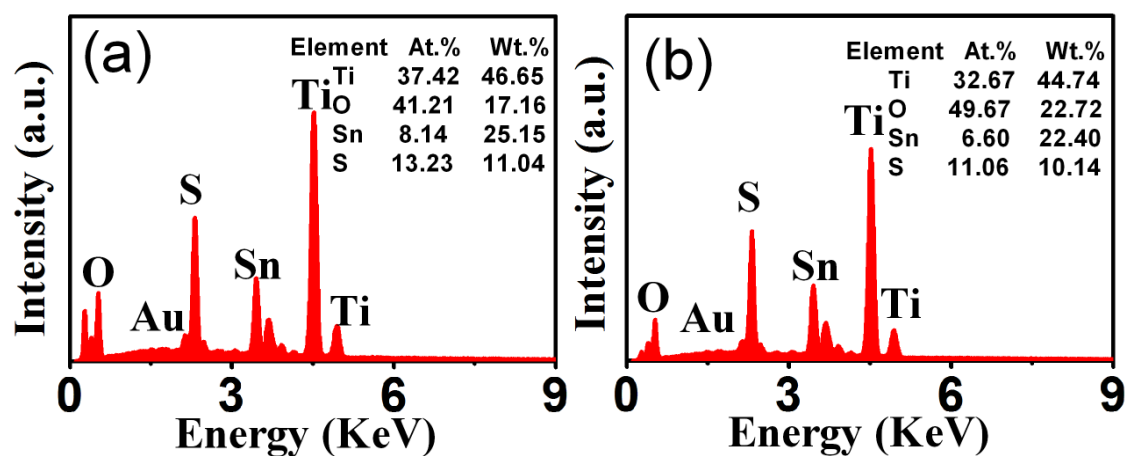 (a)
Element At.% Wt.%
Ti 37.42 46.65
O 41.21 17.16
Sn 8.14 25.15
S 13.23 11.04
Ti
S
O
Sn
Au
Ti
Intensity (a.u.)
0 3 6 9
Energy (KeV)
(b)
Element At.% Wt.%
Ti 32.67 44.74
O 49.67 22.72
Sn 6.60 22.40
S 11.06 10.14
Ti
S
Sn
O
Au
Ti
Intensity (a.u.)
0 3 6 9
Energy (KeV)